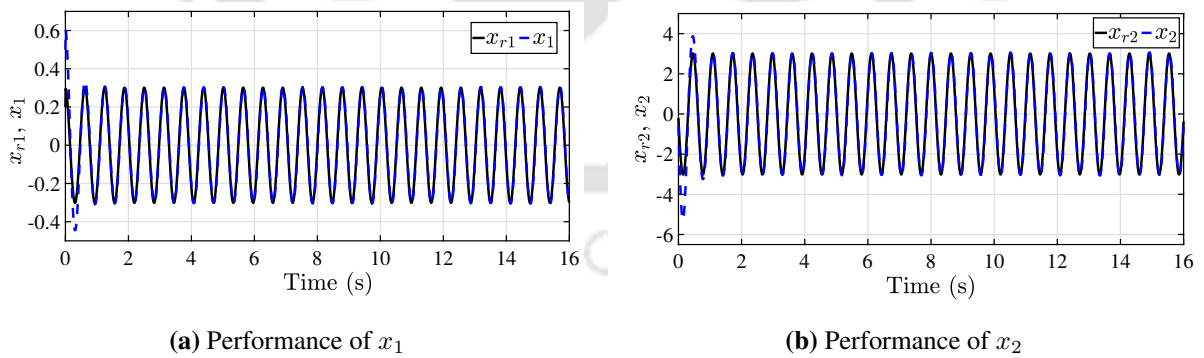 x_{r1} x_1
0.6
0.4
0.2
0
-0.2
-0.4
x_{r1}, x_1
0 2 4 6 8 10 12 14 16
Time (s)
(a) Performance of x_1
x_{r2} x_2
4
2
0
-2
-4
-6
x_{r2}, x_2
0 2 4 6 8 10 12 14 16
Time (s)
(b) Performance of x_2